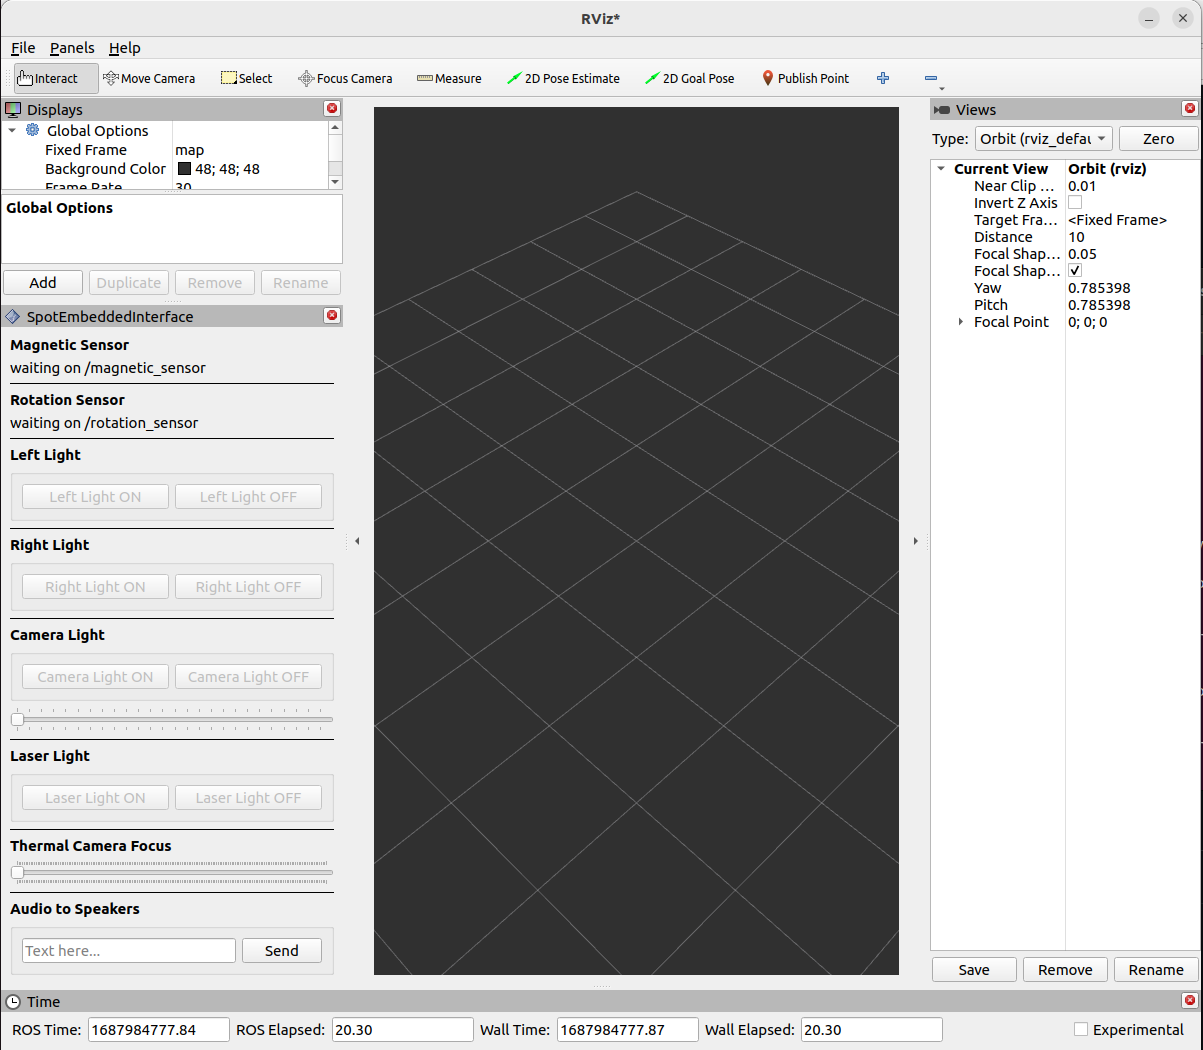 RViz*
File Panels Help
Interact Move Camera Select Focus Camera Measure 2D Pose Estimate 2D Goal Pose Publish Point
Displays
Global Options
Fixed Frame map
Background Color 48; 48; 48
Frame Rate 30
Global Options
Add Duplicate Remove Rename
SpotEmbeddedInterface
Magnetic Sensor
waiting on /magnetic_sensor
Rotation Sensor
waiting on /rotation_sensor
Left Light
Left Light ON Left Light OFF
Right Light
Right Light ON Right Light OFF
Camera Light
Camera Light ON Camera Light OFF
Laser Light
Laser Light ON Laser Light OFF
Thermal Camera Focus
Audio to Speakers
Text here... Send
Views
Type: Orbit (rviz_defau Zero
Current View Orbit (rviz)
Near Clip ... 0.01
Invert Z Axis
Target Fra... <Fixed Frame>
Distance 10
Focal Shap... 0.05
Focal Shap... ✓
Yaw 0.785398
Pitch 0.785398
Focal Point 0; 0; 0
Save Remove Rename
Time
ROS Time: 1687984777.84 ROS Elapsed: 20.30 Wall Time: 1687984777.87 Wall Elapsed: 20.30 Experimental